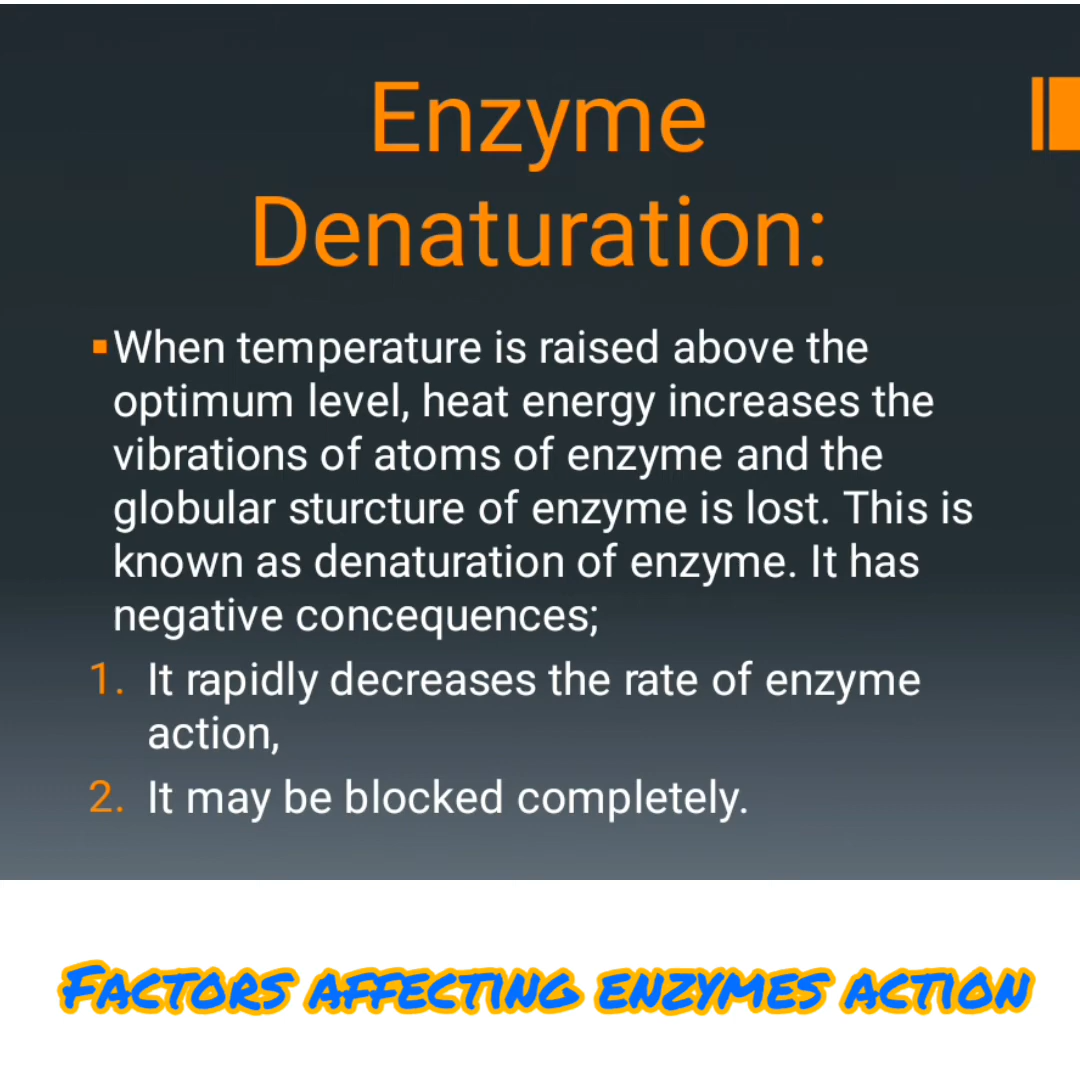 Enzyme
Denaturation:
▪When temperature is raised above the
optimum level, heat energy increases the
vibrations of atoms of enzyme and the
globular sturcture of enzyme is lost. This is
known as denaturation of enzyme. It has
negative concequences;
1. It rapidly decreases the rate of enzyme
action,
2. It may be blocked completely.
Factors affecting enzymes action